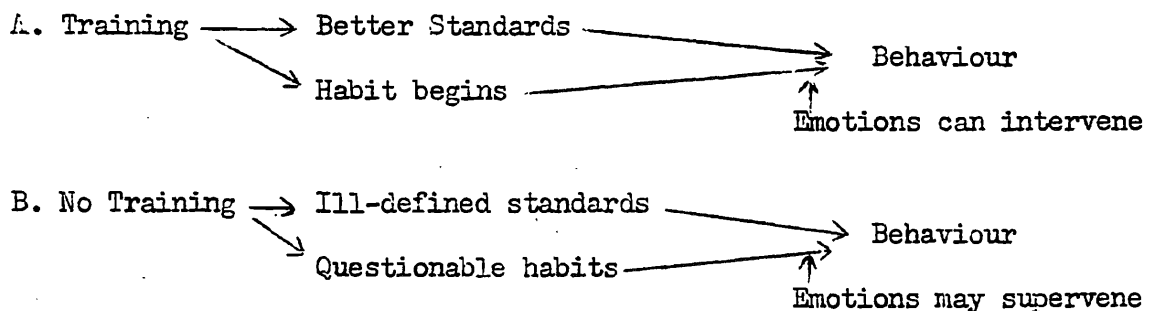 A. Training Better Standards
Behaviour
Habit begins
Emotions can intervene
B. No Training Ill-defined standards
Behaviour
Questionable habits
Emotions may supervene